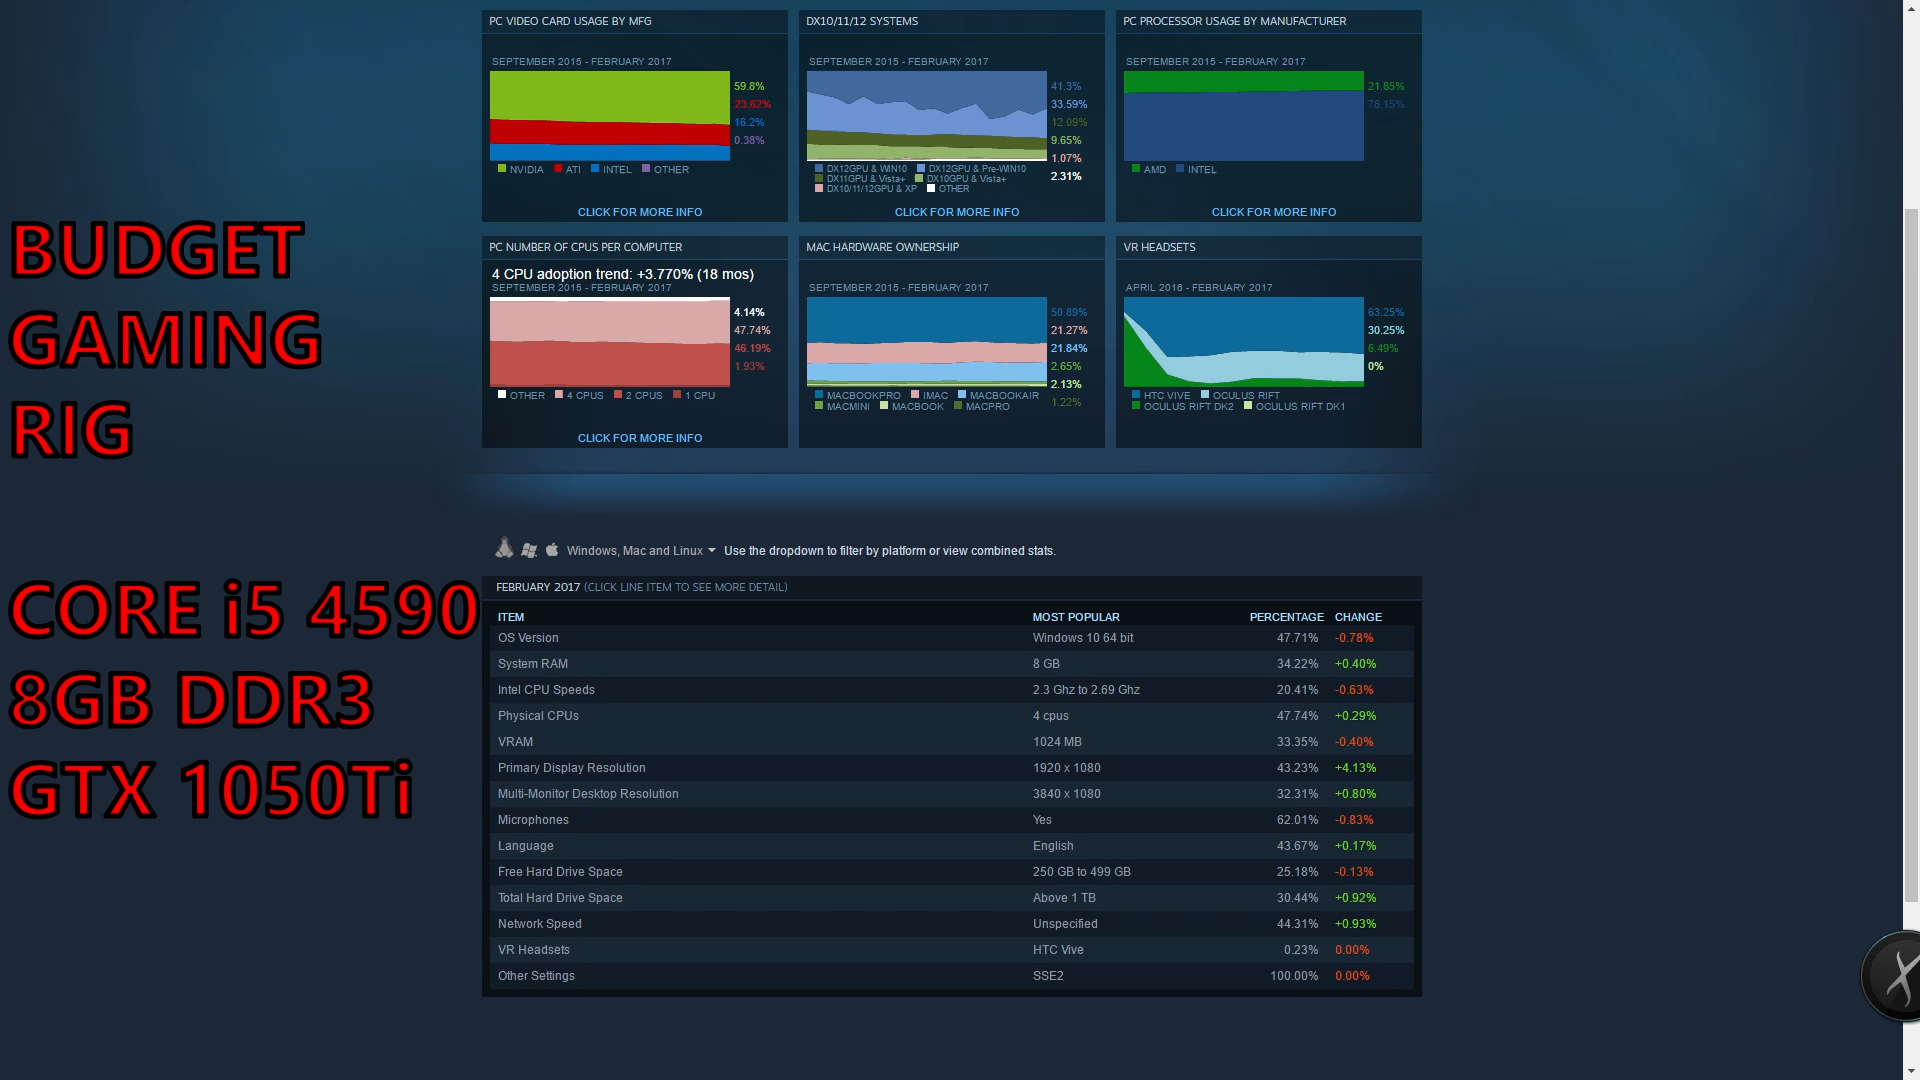 PC VIDEO CARD USAGE BY MFG
SEPTEMBER 2015 - FEBRUARY 2017
59.8%
23.62%
16.2%
0.38%
NVIDIA ATI INTEL OTHER
CLICK FOR MORE INFO
DX10/11/12 SYSTEMS
SEPTEMBER 2015 - FEBRUARY 2017
41.3%
33.59%
12.09%
9.65%
1.07%
2.31%
DX12GPU & WIN10 DX12GPU & Pre-WIN10
DX11GPU & Vista+ DX10GPU & Vista+
DX10/11/12GPU & XP OTHER
CLICK FOR MORE INFO
PC PROCESSOR USAGE BY MANUFACTURER
SEPTEMBER 2015 - FEBRUARY 2017
21.85%
78.15%
AMD INTEL
CLICK FOR MORE INFO
PC NUMBER OF CPUS PER COMPUTER
4 CPU adoption trend: +3.770% (18 mos)
SEPTEMBER 2015 - FEBRUARY 2017
4.14%
47.74%
46.19%
1.93%
OTHER 4 CPUS 2 CPUS 1 CPU
CLICK FOR MORE INFO
MAC HARDWARE OWNERSHIP
SEPTEMBER 2015 - FEBRUARY 2017
50.89%
21.27%
21.84%
2.65%
2.13%
1.22%
MACBOOKPRO IMAC MACBOOKAIR
MACMINI MACBOOK MACPRO
VR HEADSETS
APRIL 2016 - FEBRUARY 2017
63.25%
30.25%
6.49%
0%
HTC VIVE OCULUS RIFT
OCULUS RIFT DK2 OCULUS RIFT DK1
BUDGET
GAMING
RIG
CORE i5 4590
8GB DDR3
GTX 1050Ti
Windows, Mac and Linux Use the dropdown to filter by platform or view combined stats.
FEBRUARY 2017 (CLICK LINE ITEM TO SEE MORE DETAIL)
ITEM MOST POPULAR PERCENTAGE CHANGE
OS Version Windows 10 64 bit 47.71% -0.78%
System RAM 8 GB 34.22% +0.40%
Intel CPU Speeds 2.3 Ghz to 2.69 Ghz 20.41% -0.63%
Physical CPUs 4 cpus 47.74% +0.29%
VRAM 1024 MB 33.35% -0.40%
Primary Display Resolution 1920 x 1080 43.23% +4.13%
Multi-Monitor Desktop Resolution 3840 x 1080 32.31% +0.80%
Microphones Yes 62.01% -0.83%
Language English 43.67% +0.17%
Free Hard Drive Space 250 GB to 499 GB 25.18% -0.13%
Total Hard Drive Space Above 1 TB 30.44% +0.92%
Network Speed Unspecified 44.31% +0.93%
VR Headsets HTC Vive 0.23% 0.00%
Other Settings SSE2 100.00% 0.00%